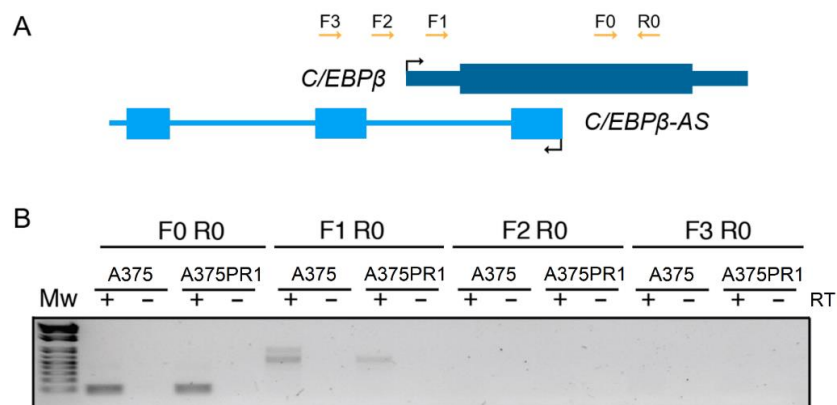 A
F3 F2 F1 F0 R0
C/EBPβ
C/EBPβ-AS
B
F0 R0 F1 R0 F2 R0 F3 R0
A375 A375PR1 A375 A375PR1 A375 A375PR1 A375 A375PR1
Mw + − + − + − + − + − + − + − + − RT